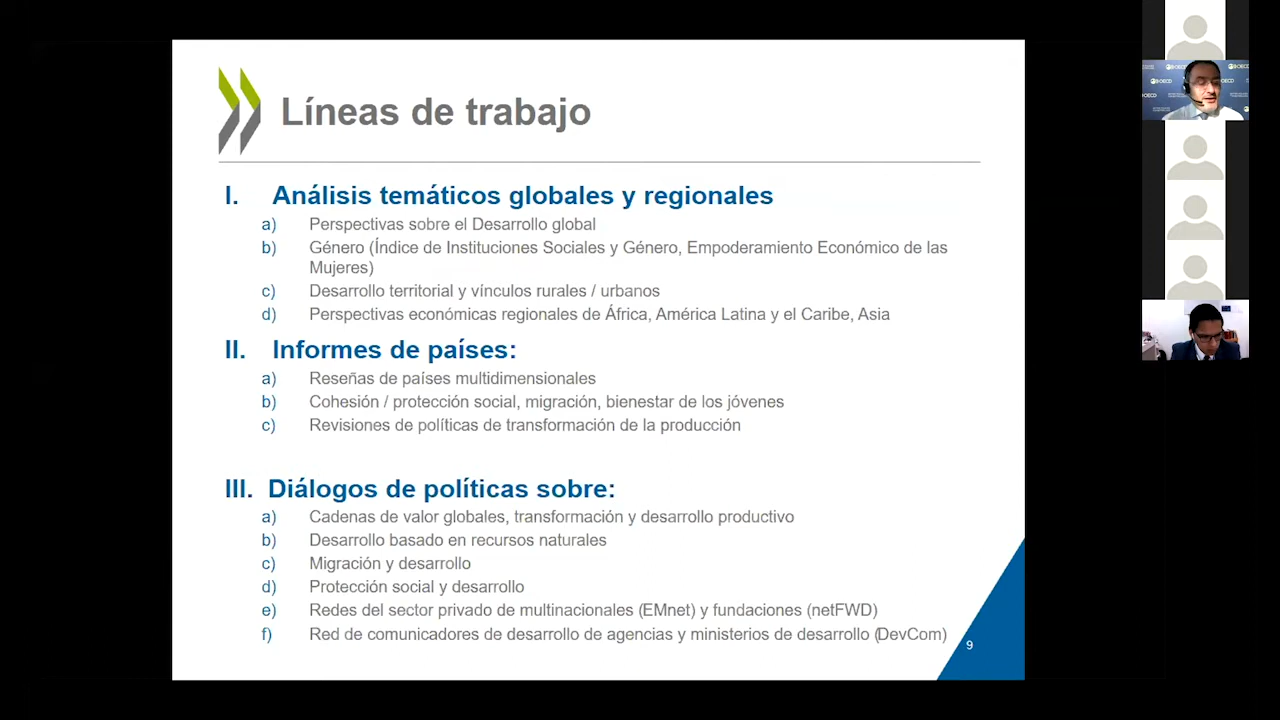 Líneas de trabajo
I. Análisis temáticos globales y regionales
a) Perspectivas sobre el Desarrollo global
b) Género (Índice de Instituciones Sociales y Género, Empoderamiento Económico de las
Mujeres)
c) Desarrollo territorial y vínculos rurales / urbanos
d) Perspectivas económicas regionales de África, América Latina y el Caribe, Asia
II. Informes de países:
a) Reseñas de países multidimensionales
b) Cohesión / protección social, migración, bienestar de los jóvenes
c) Revisiones de políticas de transformación de la producción
III. Diálogos de políticas sobre:
a) Cadenas de valor globales, transformación y desarrollo productivo
b) Desarrollo basado en recursos naturales
c) Migración y desarrollo
d) Protección social y desarrollo
e) Redes del sector privado de multinacionales (EMnet) y fundaciones (netFWD)
f) Red de comunicadores de desarrollo de agencias y ministerios de desarrollo (DevCom)
9
OECD